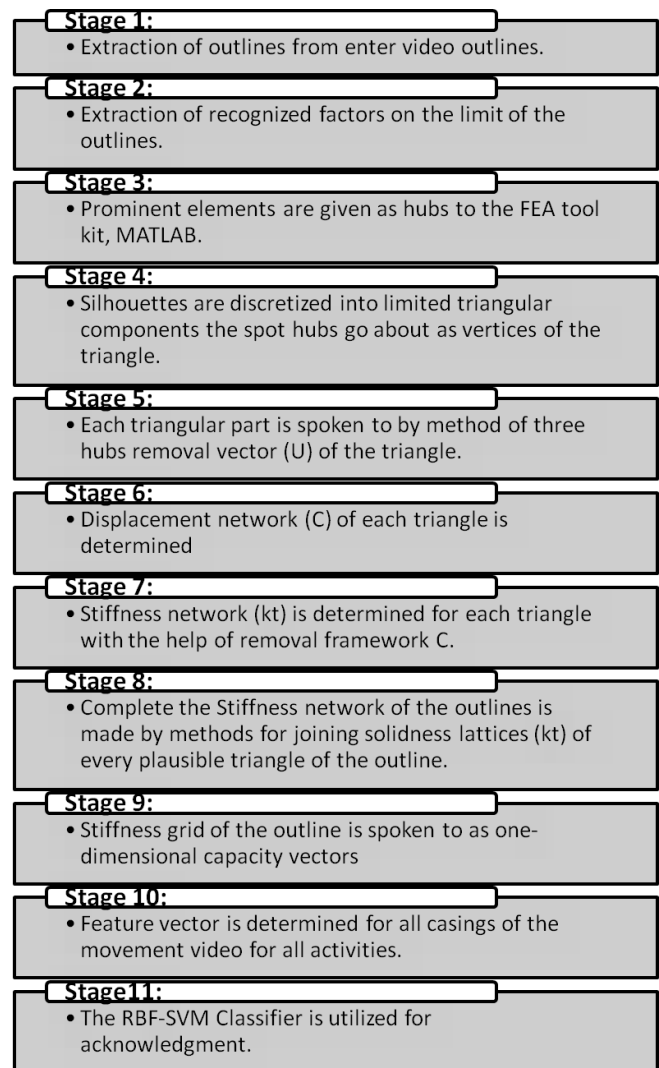 Stage 1:
• Extraction of outlines from enter video outlines.
Stage 2:
• Extraction of recognized factors on the limit of the
outlines.
Stage 3:
• Prominent elements are given as hubs to the FEA tool
kit, MATLAB.
Stage 4:
• Silhouettes are discretized into limited triangular
components the spot hubs go about as vertices of the
triangle.
Stage 5:
• Each triangular part is spoken to by method of three
hubs removal vector (U) of the triangle.
Stage 6:
• Displacement network (C) of each triangle is
determined
Stage 7:
• Stiffness network (kt) is determined for each triangle
with the help of removal framework C.
Stage 8:
• Complete the Stiffness network of the outlines is
made by methods for joining solidness lattices (kt) of
every plausible triangle of the outline.
Stage 9:
• Stiffness grid of the outline is spoken to as one-
dimensional capacity vectors
Stage 10:
• Feature vector is determined for all casings of the
movement video for all activities.
Stage11:
• The RBF-SVM Classifier is utilized for
acknowledgment.